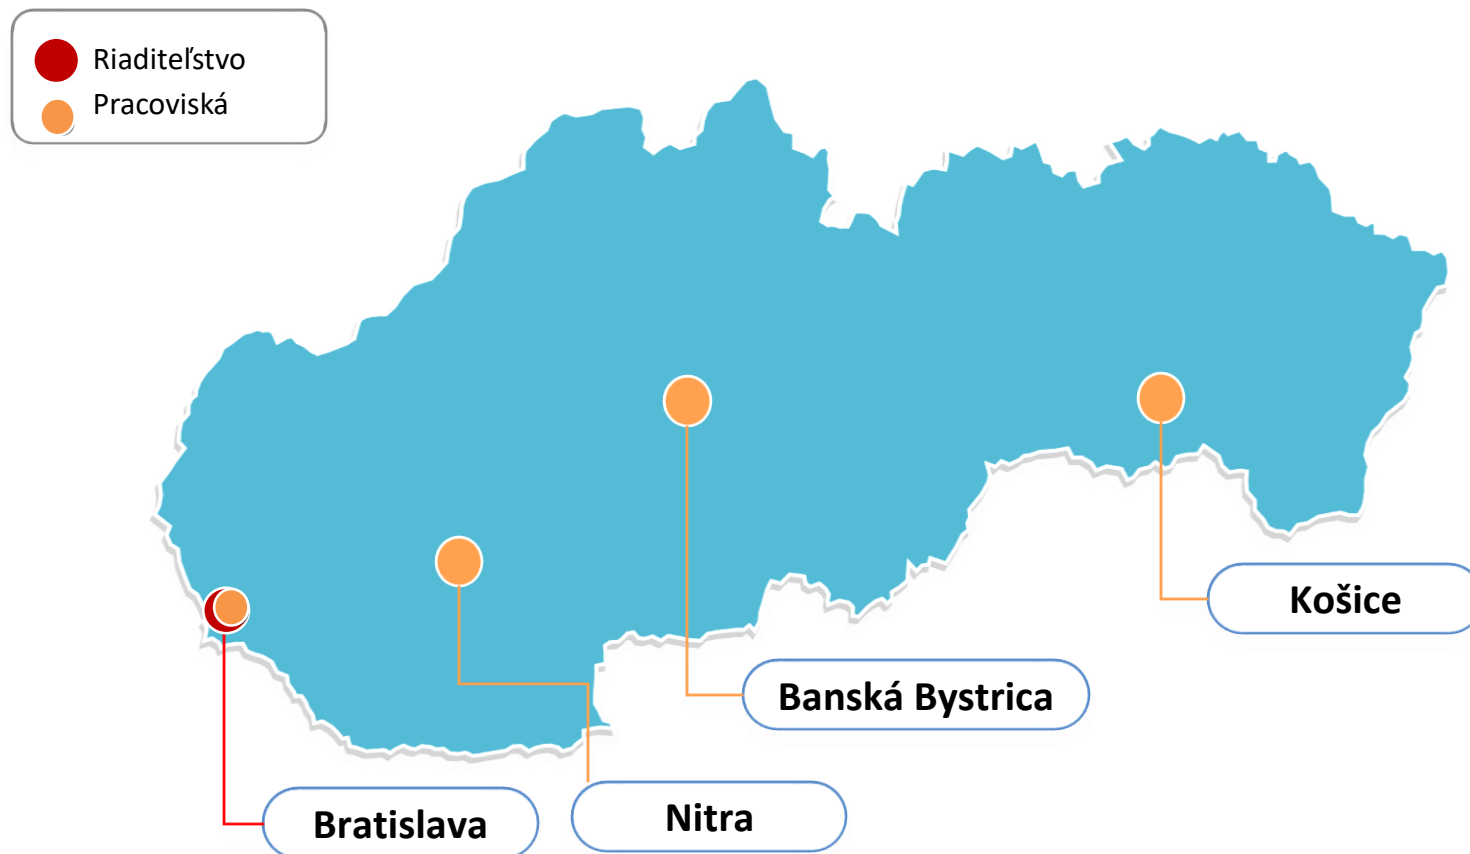 Riaditeľstvo
Pracoviská
Košice
Banská Bystrica
Nitra
Bratislava